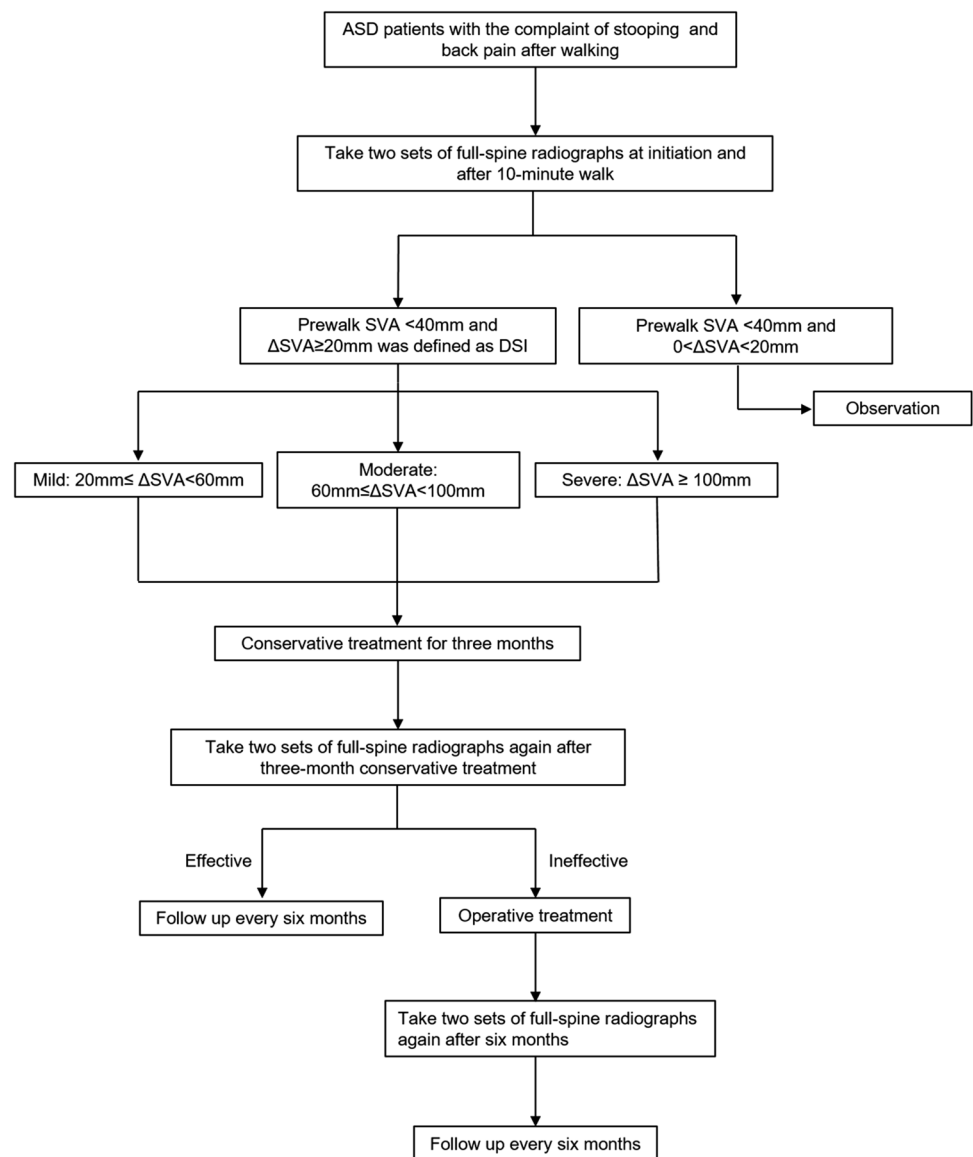 ASD patients with the complaint of stooping and
back pain after walking
Take two sets of full-spine radiographs at initiation and
after 10-minute walk
Prewalk SVA <40mm and
ΔSVA≥20mm was defined as DSI
Prewalk SVA <40mm and
0<ΔSVA<20mm
Observation
Mild: 20mm≤ ΔSVA<60mm
Moderate:
60mm≤ΔSVA<100mm
Severe: ΔSVA ≥ 100mm
Conservative treatment for three months
Take two sets of full-spine radiographs again after
three-month conservative treatment
Effective
Ineffective
Follow up every six months
Operative treatment
Take two sets of full-spine radiographs
again after six months
Follow up every six months